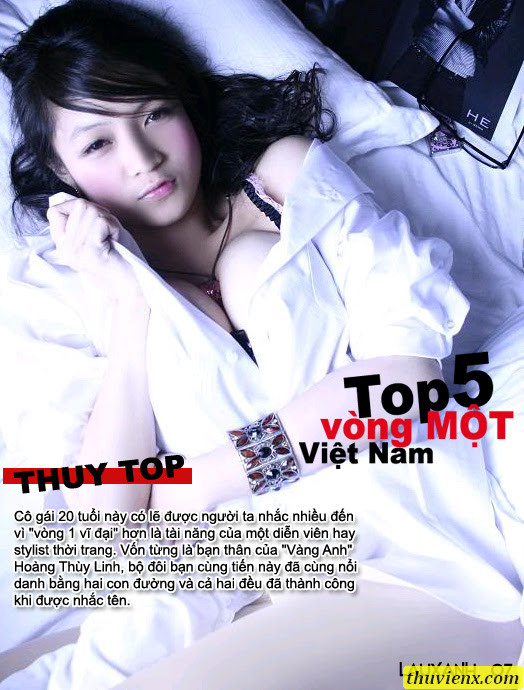 HE
Top5
vòng MỘT
Việt Nam
THUY TOP
Cô gái 20 tuổi này có lẽ được người ta nhắc nhiều đến
vì "vòng 1 vĩ đại" hơn là tài năng của một diễn viên hay
stylist thời trang. Vốn từng là bạn thân của "Vàng Anh"
Hoàng Thùy Linh, bộ đôi bạn cùng tiến này đã cùng nổi
danh bằng hai con đường và cả hai đều đã thành công
khi được nhắc tên.
07
thuvienx.com